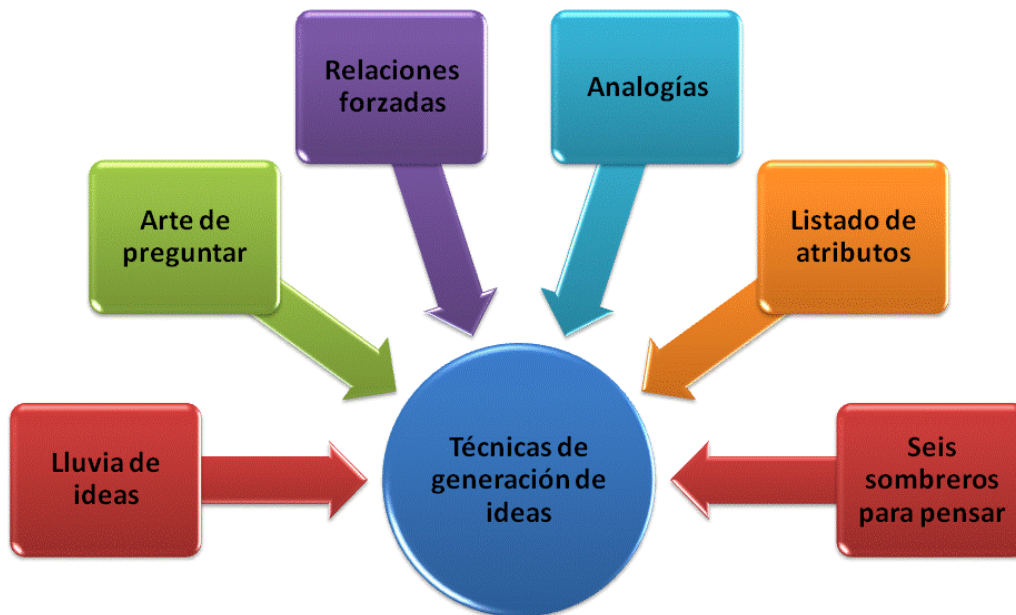 Relaciones
forzadas
Analogías
Arte de
preguntar
Listado de
atributos
Lluvia de
ideas
Técnicas de
generación de
ideas
Seis
sombreros
para pensar